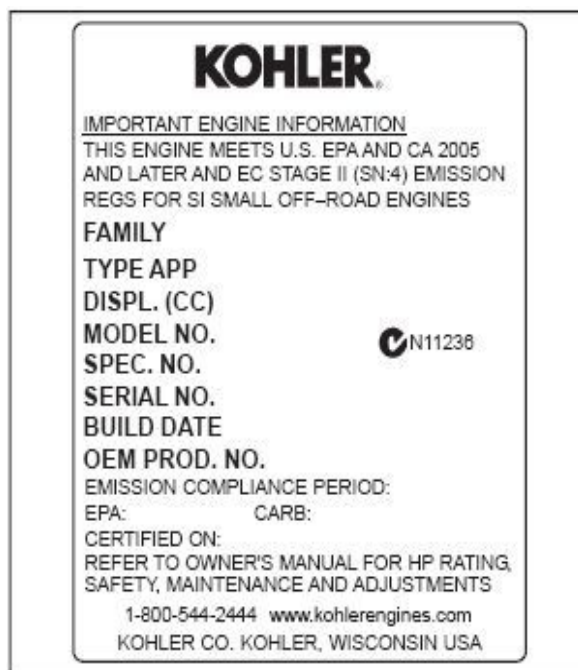 KOHLER®
IMPORTANT ENGINE INFORMATION
THIS ENGINE MEETS U.S. EPA AND CA 2005
AND LATER AND EC STAGE II (SN:4) EMISSION
REGS FOR SI SMALL OFF–ROAD ENGINES
FAMILY
TYPE APP
DISPL. (CC)
MODEL NO.
N11236
SPEC. NO.
SERIAL NO.
BUILD DATE
OEM PROD. NO.
EMISSION COMPLIANCE PERIOD:
EPA: CARB:
CERTIFIED ON:
REFER TO OWNER'S MANUAL FOR HP RATING,
SAFETY, MAINTENANCE AND ADJUSTMENTS
1-800-544-2444 www.kohlerengines.com
KOHLER CO. KOHLER, WISCONSIN USA